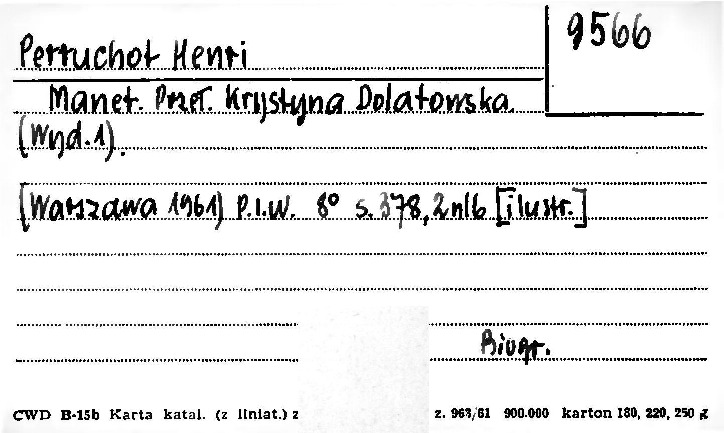 9566
Perruchot Henri
Manet. Przeł. Krystyna Dolatowska.
(Wyd. 1).
[Warszawa 1961] P.I.W. 8° s. 378, 2 nlb [ilustr.]
Biogr.
CWD B-15b Karta katal. (z liniat.) z z. 963/61 900.000 karton 180, 220, 250 g